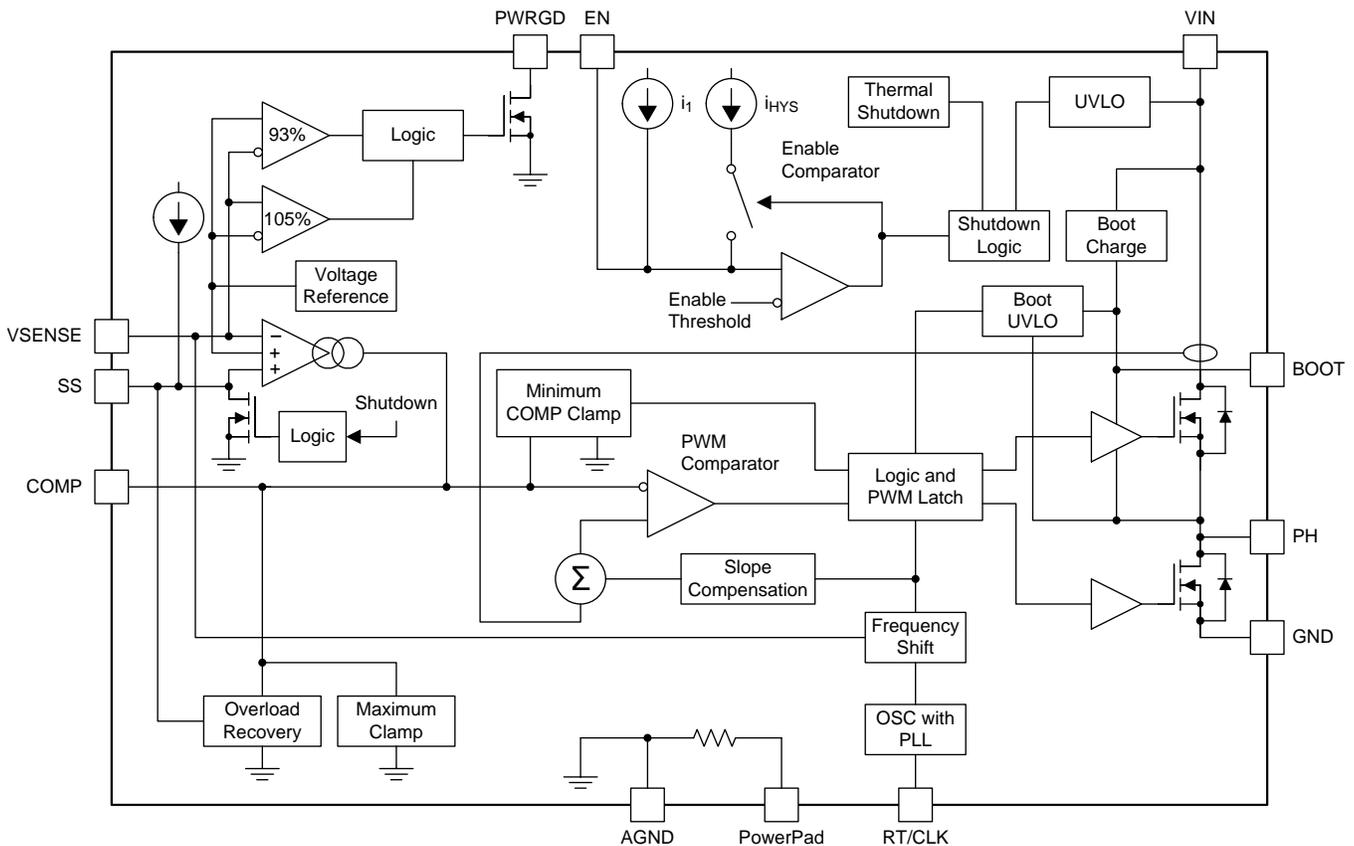 PWRGD
EN
VIN
93%
Logic
i1
iHYS
Thermal
Shutdown
UVLO
Enable
Comparator
105%
Shutdown
Logic
Boot
Charge
Voltage
Reference
Enable
Threshold
Boot
UVLO
VSENSE
−
+
+
SS
BOOT
Minimum
COMP Clamp
Shutdown
Logic
PWM
Comparator
COMP
Logic and
PWM Latch
PH
Σ
Slope
Compensation
Frequency
Shift
GND
Overload
Recovery
Maximum
Clamp
OSC with
PLL
AGND
PowerPad
RT/CLK